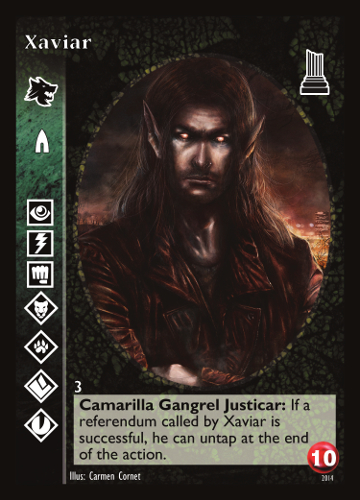 Xaviar
3
Camarilla Gangrel Justicar: If a
referendum called by Xaviar is
successful, he can untap at the end
of the action.
10
Illus: Carmen Cornet
2014